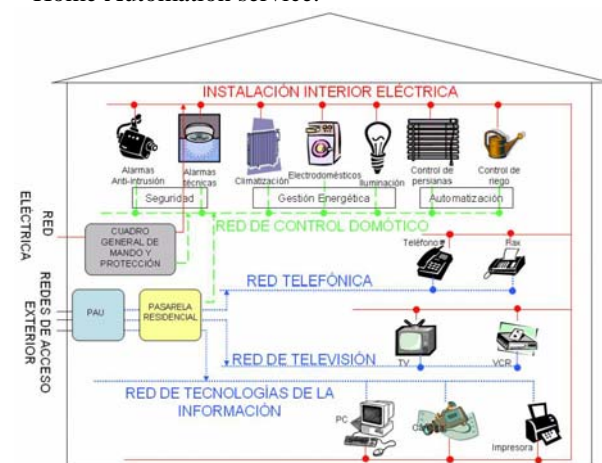 Home Automation service.
INSTALACIÓN INTERIOR ELÉCTRICA
Alarmas
Anti-intrusión
Alarmas
técnicas
Climatización
Electrodomésticos
Iluminación
Control de
persianas
Control de
riego
Seguridad
Gestión Energética
Automatización
RED DE CONTROL DOMÓTICO
RED
ELÉCTRICA
CUADRO
GENERAL DE
MANDO Y
PROTECCIÓN
Teléfono
Fax
RED TELEFÓNICA
REDES DE ACCESO
EXTERIOR
PAU
PASARELA
RESIDENCIAL
TV
VCR
RED DE TELEVISIÓN
RED DE TECNOLOGÍAS DE LA
INFORMACIÓN
PC
Impresora